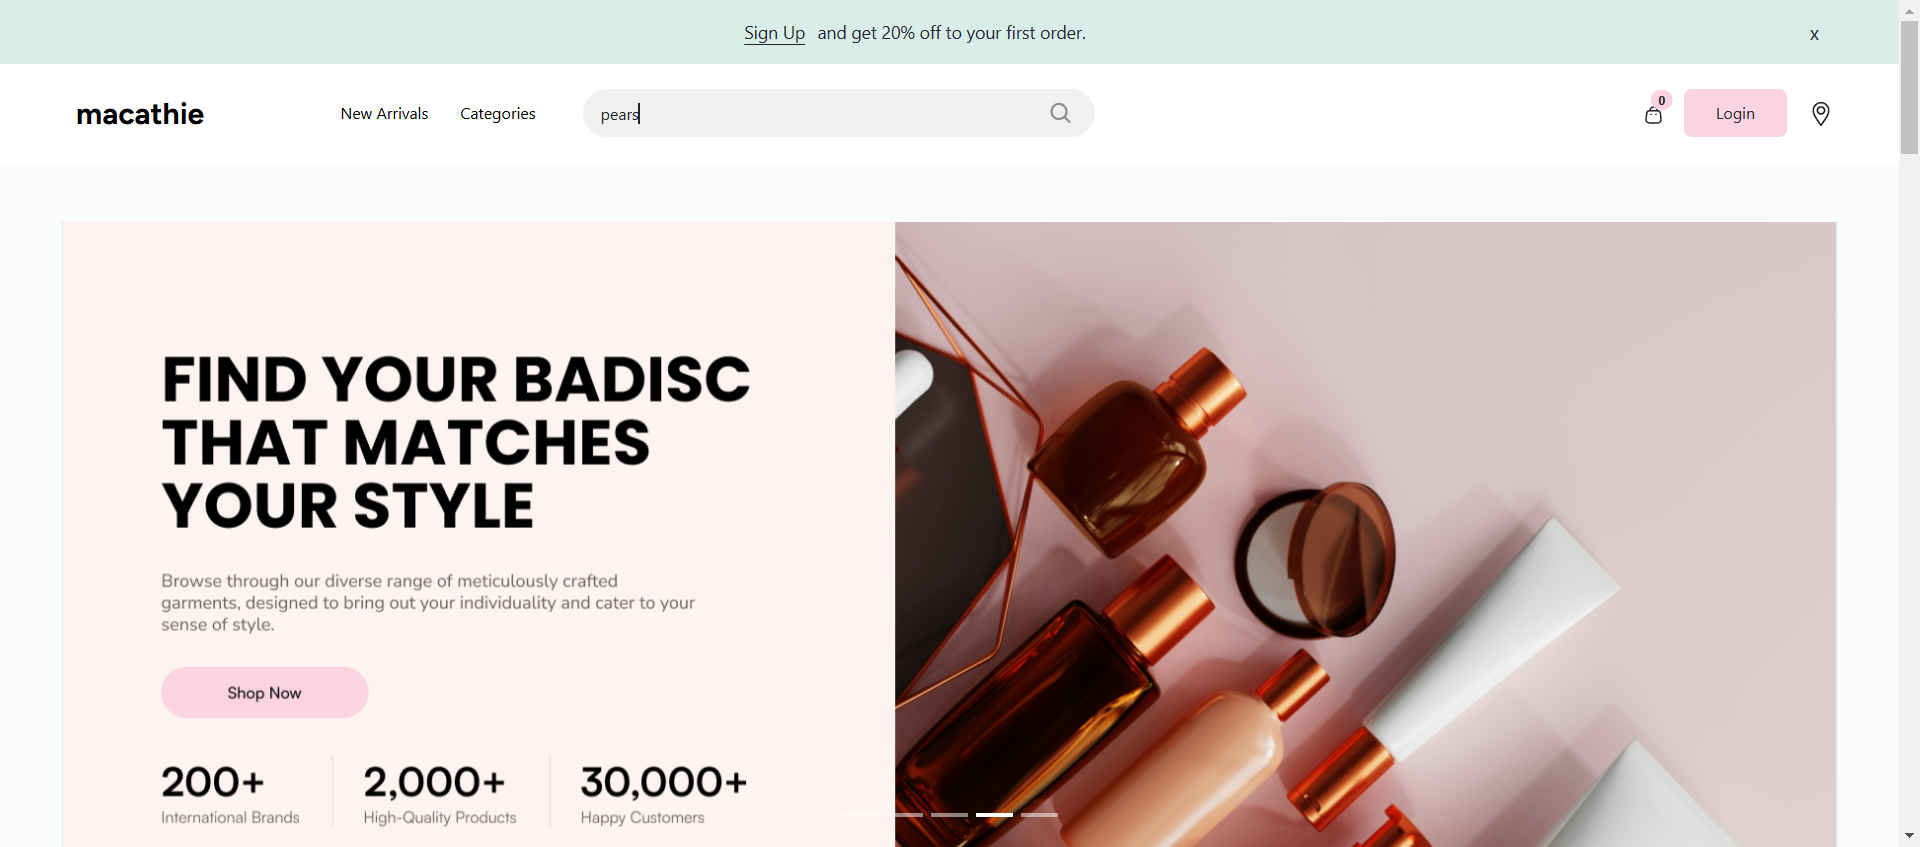 Sign Up and get 20% off to your first order.
x
macathie
New Arrivals
Categories
pears
0
Login
FIND YOUR BADISC
THAT MATCHES
YOUR STYLE
Browse through our diverse range of meticulously crafted
garments, designed to bring out your individuality and cater to your
sense of style.
Shop Now
200+
International Brands
2,000+
High-Quality Products
30,000+
Happy Customers